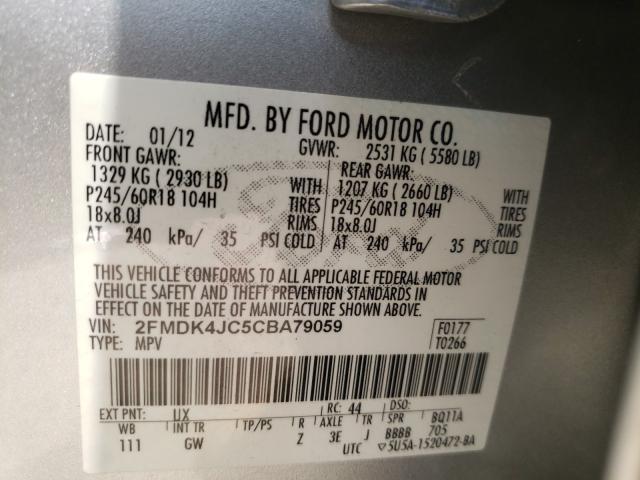 MFD. BY FORD MOTOR CO.
DATE: 01/12 GVWR: 2531 KG ( 5580 LB)
FRONT GAWR: REAR GAWR:
1329 KG ( 2930 LB) WITH 1207 KG ( 2660 LB) WITH
P245/60R18 104H TIRES P245/60R18 104H TIRES
18x8.0J RIMS 18x8.0J RIMS
AT 240 kPa/ 35 PSI COLD AT 240 kPa/ 35 PSI COLD
THIS VEHICLE CONFORMS TO ALL APPLICABLE FEDERAL MOTOR
VEHICLE SAFETY AND THEFT PREVENTION STANDARDS IN
EFFECT ON THE DATE OF MANUFACTURE SHOWN ABOVE.
VIN: 2FMDK4JC5CBA79059 F0177
TYPE: MPV T0266
EXT PNT: UX RC: 44 DSO:
WB INT TR TP/PS R AXLE TR SPR BQ11A
111 GW Z 3E J BBBB 705
UTC ▽5U5A-1520472-BA